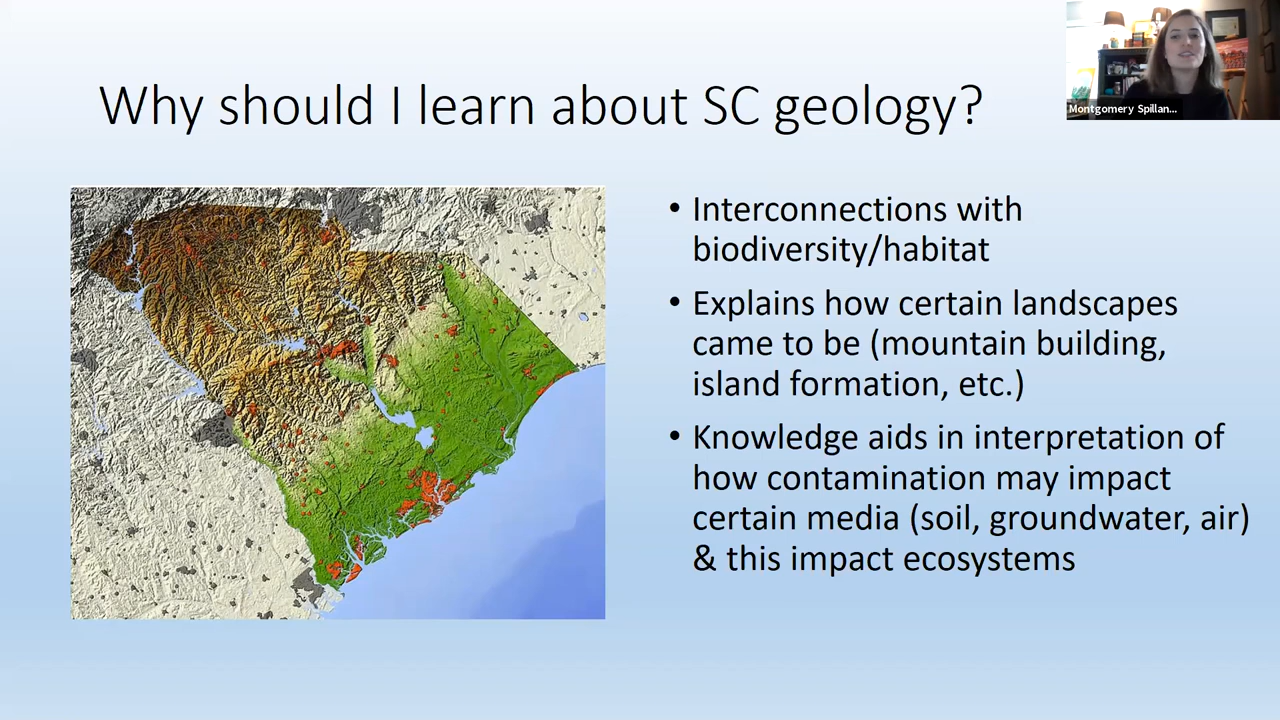 Why should I learn about SC geology?
Montgomery Spillan...
• Interconnections with
biodiversity/habitat
• Explains how certain landscapes
came to be (mountain building,
island formation, etc.)
• Knowledge aids in interpretation of
how contamination may impact
certain media (soil, groundwater, air)
& this impact ecosystems